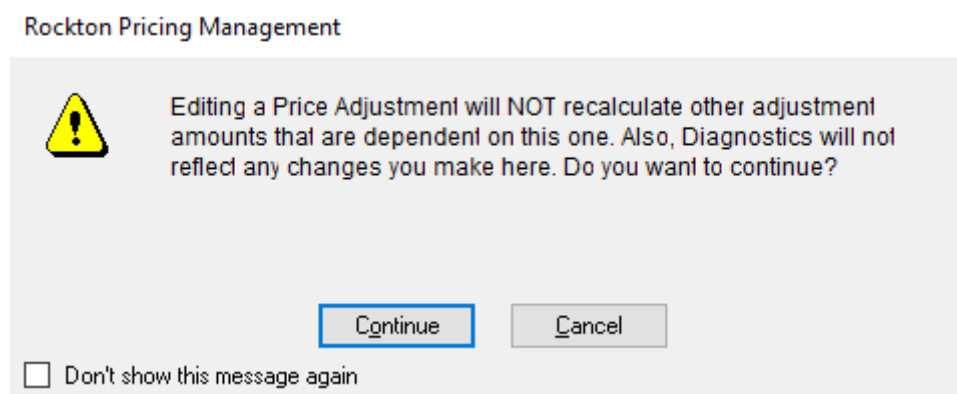 Rockton Pricing Management
Editing a Price Adjustment will NOT recalculate other adjustment
amounts that are dependent on this one. Also, Diagnostics will not
reflect any changes you make here. Do you want to continue?
Continue
Cancel
Don't show this message again